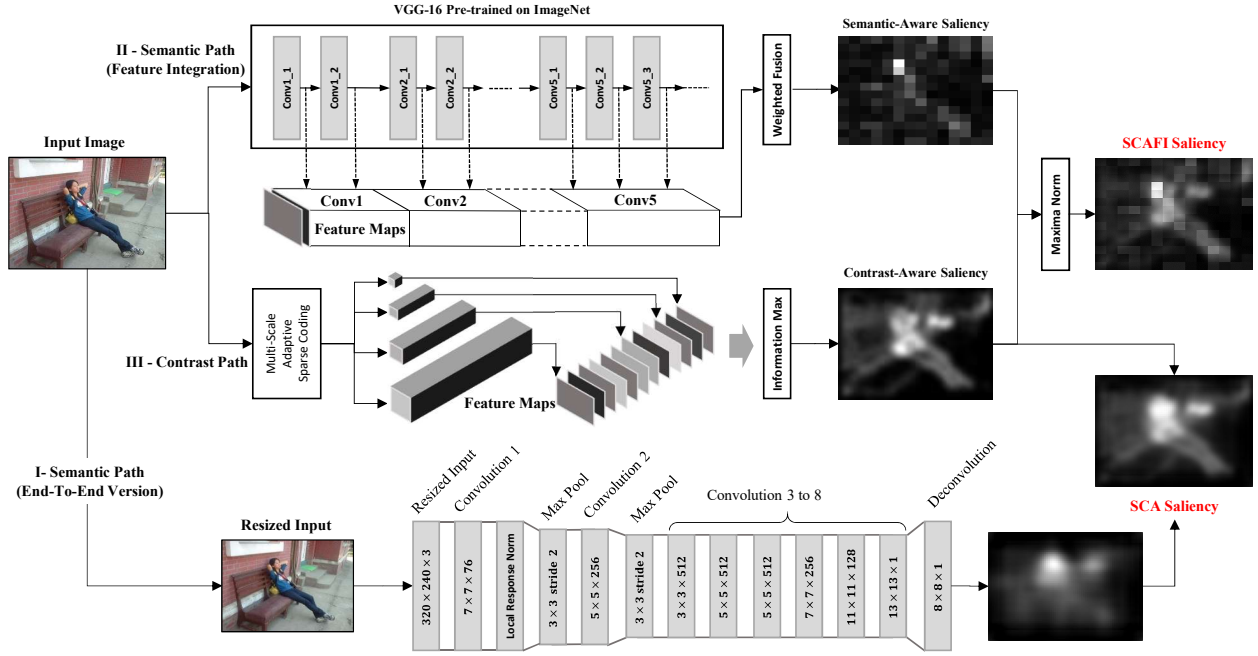 VGG-16 Pre-trained on ImageNet
II - Semantic Path
(Feature Integration)
Conv1_1
Conv1_2
Conv2_1
Conv2_2
Conv5_1
Conv5_2
Conv5_3
Weighted Fusion
Semantic-Aware Saliency
Input Image
SCAFI Saliency
Conv1
Conv2
Conv5
Feature Maps
Maxima Norm
Contrast-Aware Saliency
III - Contrast Path
Multi-Scale
Adaptive
Sparse Coding
Feature Maps
Information Max
I- Semantic Path
(End-To-End Version)
Resized Input
Resized Input
Convolution 1
Max Pool
Convolution 2
Max Pool
Convolution 3 to 8
Deconvolution
320 × 240 × 3
7 × 7 × 76
Local Response Norm
3 × 3 stride 2
5 × 5 × 256
3 × 3 stride 2
3 × 3 × 512
5 × 5 × 512
5 × 5 × 512
7 × 7 × 256
11 × 11 × 128
13 × 13 × 1
8 × 8 × 1
SCA Saliency